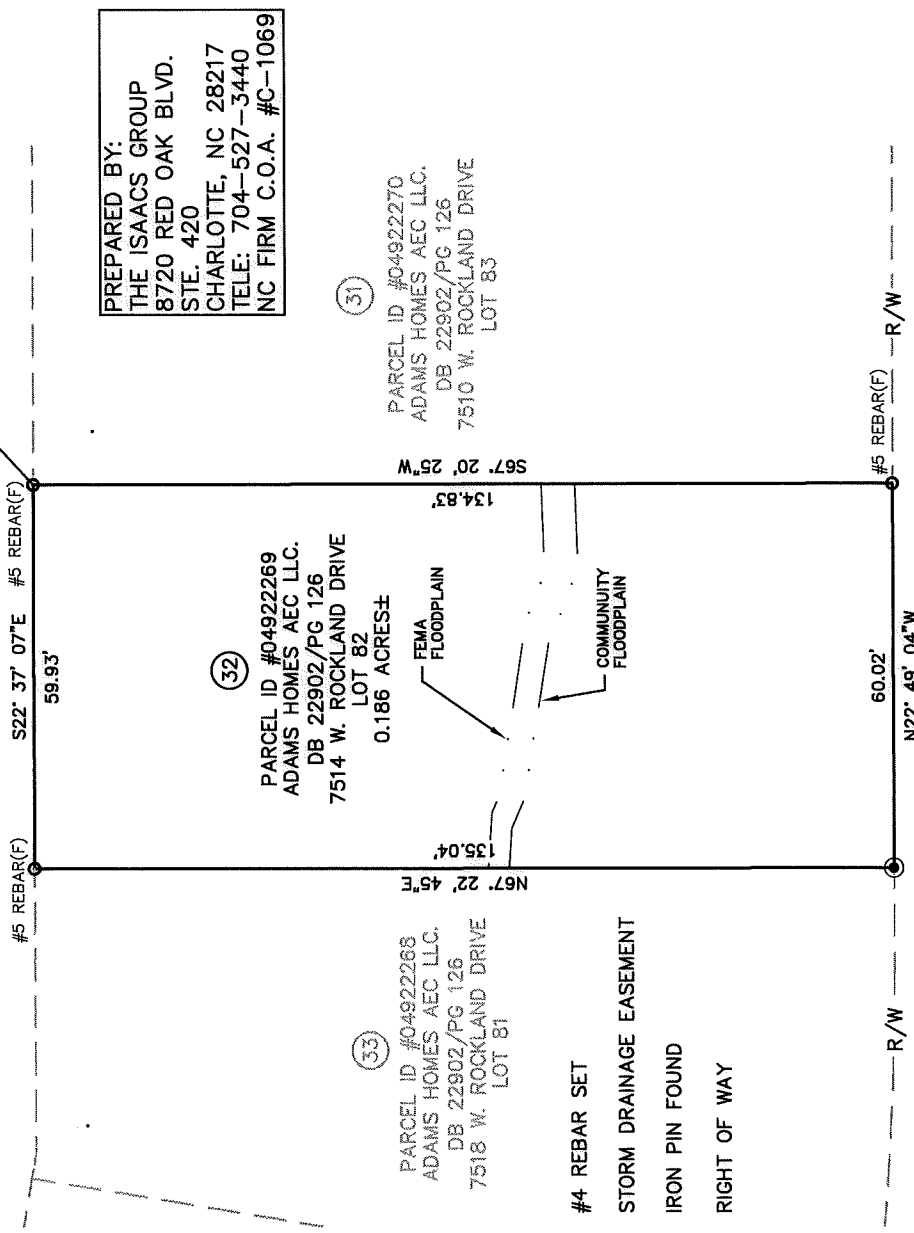 PREPARED BY:
THE ISAACS GROUP
8720 RED OAK BLVD.
STE. 420
CHARLOTTE, NC 28217
TELE: 704-527-3440
NC FIRM C.O.A. #C-1069
#5 REBAR(F)
S22° 37' 07"E
59.93'
#5 REBAR(F)
33
PARCEL ID #04922268
ADAMS HOMES AEC LLC.
DB 22902/PG 126
7518 W. ROCKLAND DRIVE
LOT 81
N67° 22' 45"E
135.04'
32
PARCEL ID #04922269
ADAMS HOMES AEC LLC.
DB 22902/PG 126
7514 W. ROCKLAND DRIVE
LOT 82
0.186 ACRES±
FEMA
FLOODPLAIN
COMMUNUITY
FLOODPLAIN
134.83'
S67° 20' 25"W
31
PARCEL ID #04922270
ADAMS HOMES AEC LLC.
DB 22902/PG 126
7510 W. ROCKLAND DRIVE
LOT 83
#4 REBAR SET
STORM DRAINAGE EASEMENT
IRON PIN FOUND
RIGHT OF WAY
R/W
60.02'
N22° 49' 04"W
#5 REBAR(F)
R/W